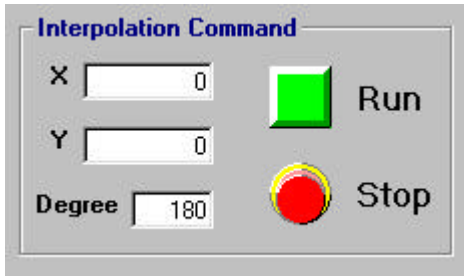 Interpolation Command
X 0
Run
Y 0
Degree 180
Stop